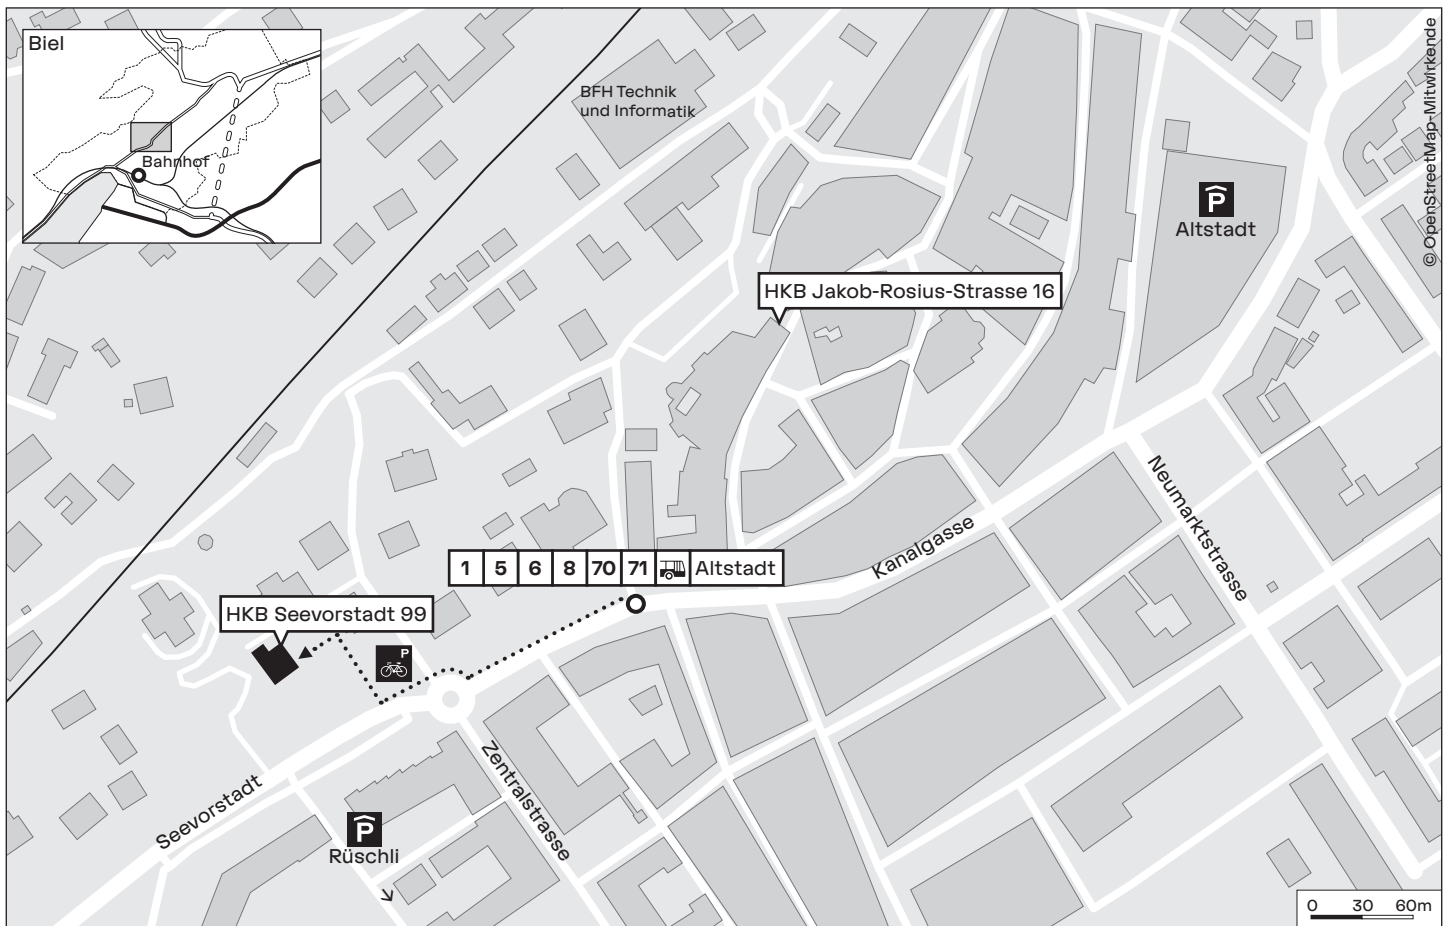 Biel
Bahnhof
BFH Technik
und Informatik
P
Altstadt
© OpenStreetMap-Mitwirkende
HKB Jakob-Rosius-Strasse 16
Neumarktstrasse
Kanalgasse
1 5 6 8 70 71 Altstadt
HKB Seevorstadt 99
P
Zentralstrasse
Seevorstadt
P
Rüschli
0 30 60m